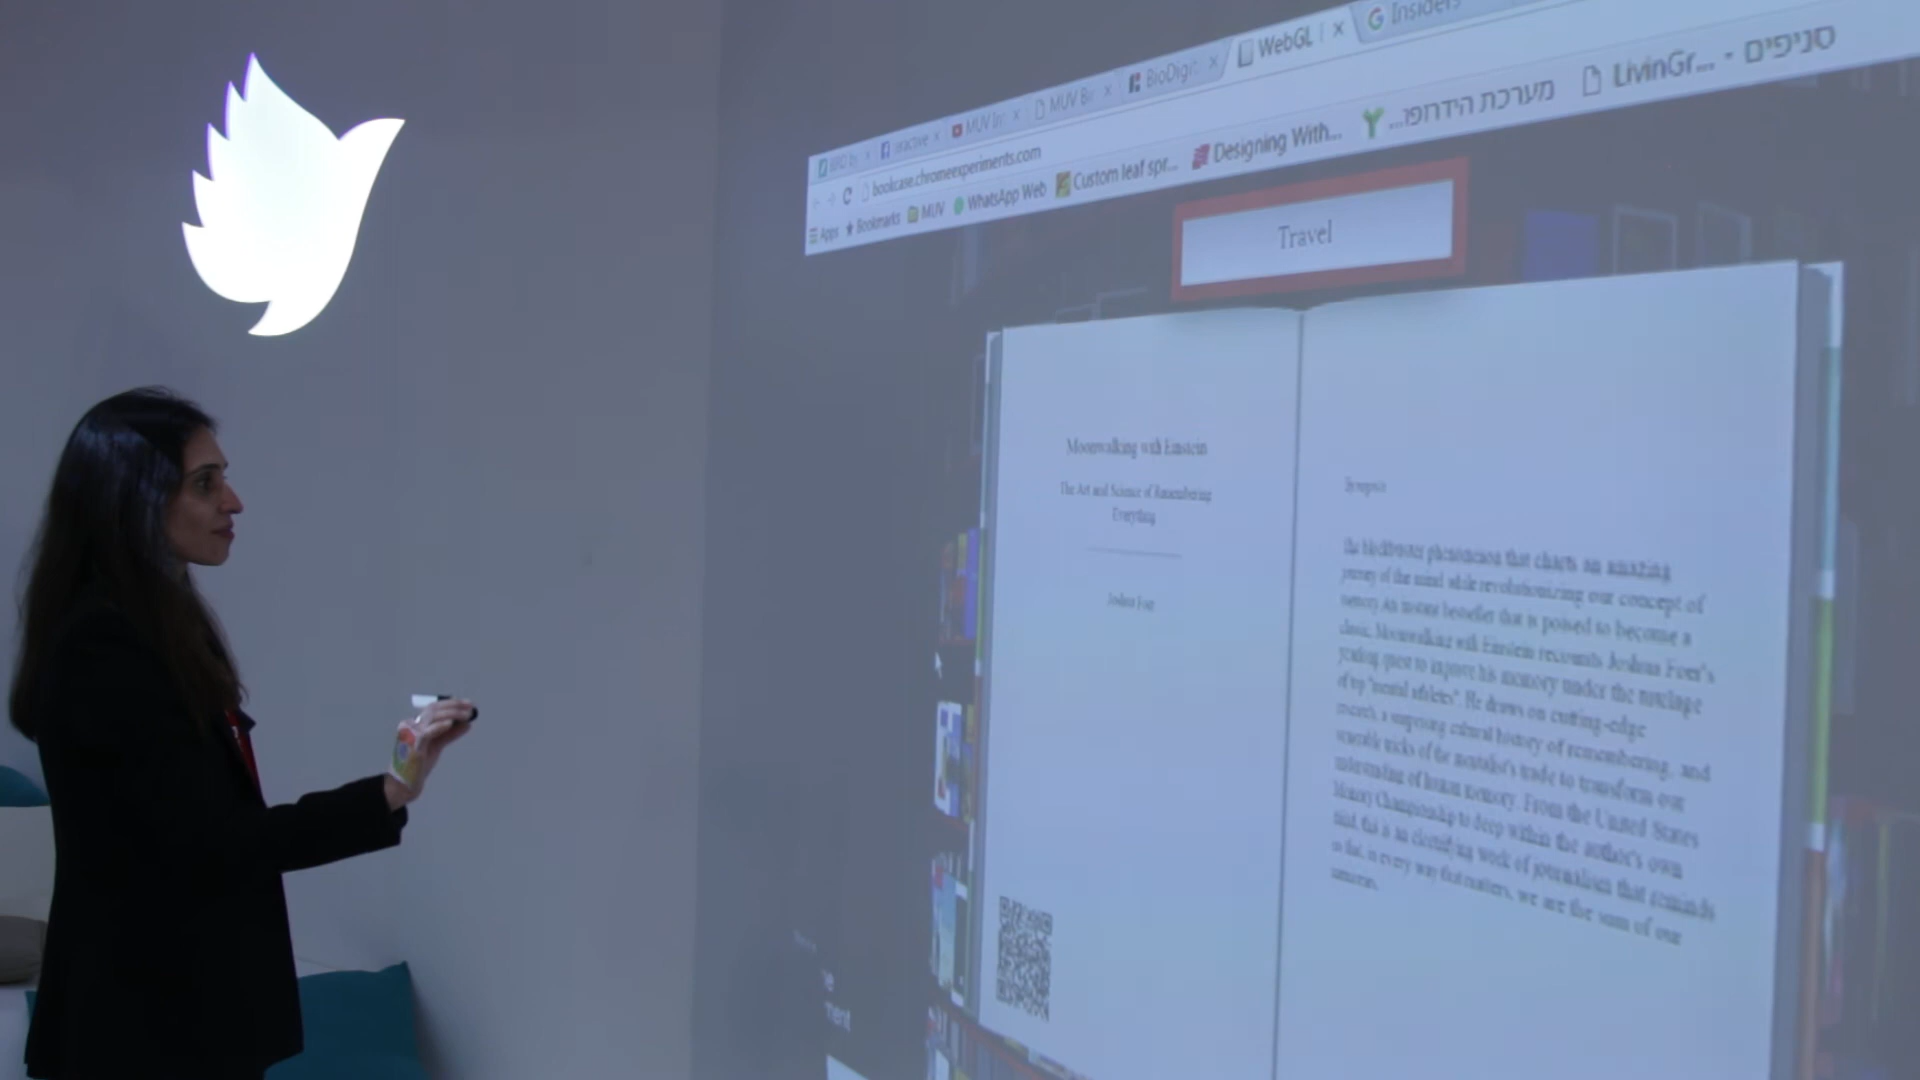 Insiders
WebGL
BioDigi
MUV Bi
MUV In
eractive
bookcase.chromeexperiments.com
Apps
Bookmarks
MUV
WhatsApp Web
Custom leaf spr...
Designing With...
מערכת הידרופו...
LivinGr... - סניפים
Travel
Moonwalking with Einstein
The Art and Science of Remembering
Everything
Joshua Foer
Synopsis
The blockbuster phenomenon that charts an amazing
journey of the mind while revolutionizing our concept of
memory. An instant bestseller that is poised to become a
classic, Moonwalking with Einstein recounts Joshua Foer's
yearlong quest to improve his memory under the tutelage
of top "mental athletes". He draws on cutting-edge
research, a surprising cultural history of remembering, and
venerable tricks of the mentalist's trade to transform our
understanding of human memory. From the United States
Memory Championship to deep within the author's own
mind, this is an electrifying work of journalism that reminds
us that, in every way that matters, we are the sum of our
memories.
ment